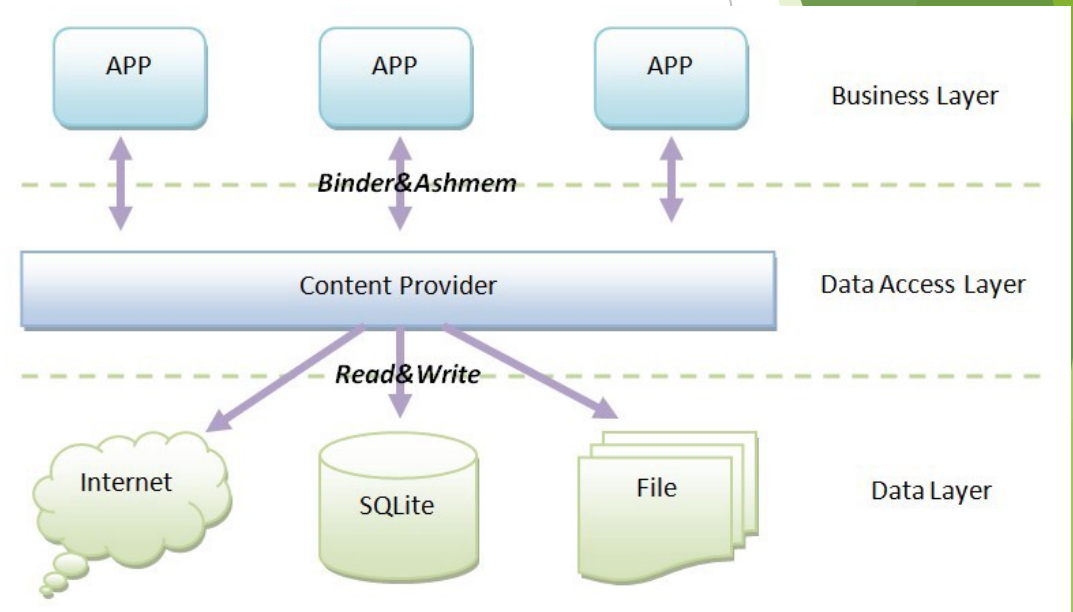 APP
APP
APP
Business Layer
Binder&Ashmem
Content Provider
Data Access Layer
Read&Write
Internet
SQLite
File
Data Layer